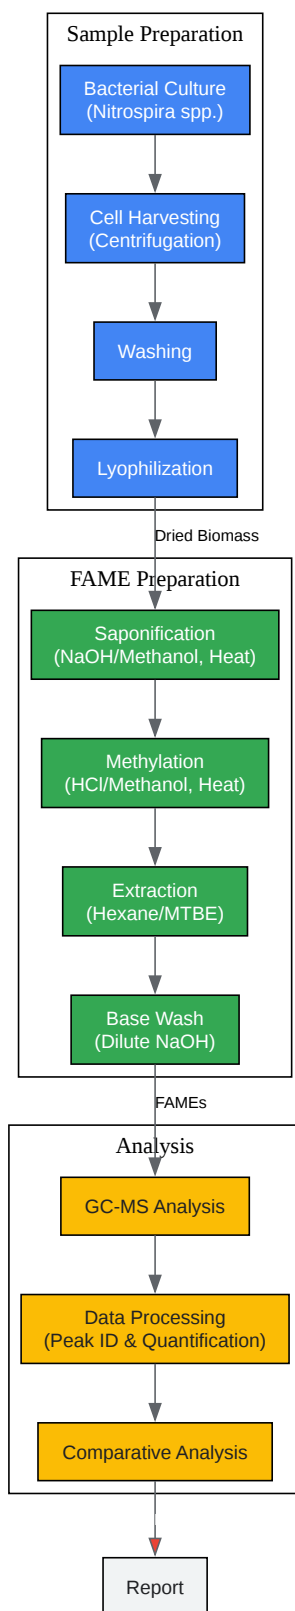 Sample Preparation
Bacterial Culture
(Nitrospira spp.)
Cell Harvesting
(Centrifugation)
Washing
Lyophilization
Dried Biomass
FAME Preparation
Saponification
(NaOH/Methanol, Heat)
Methylation
(HCl/Methanol, Heat)
Extraction
(Hexane/MTBE)
Base Wash
(Dilute NaOH)
FAMEs
Analysis
GC-MS Analysis
Data Processing
(Peak ID & Quantification)
Comparative Analysis
Report